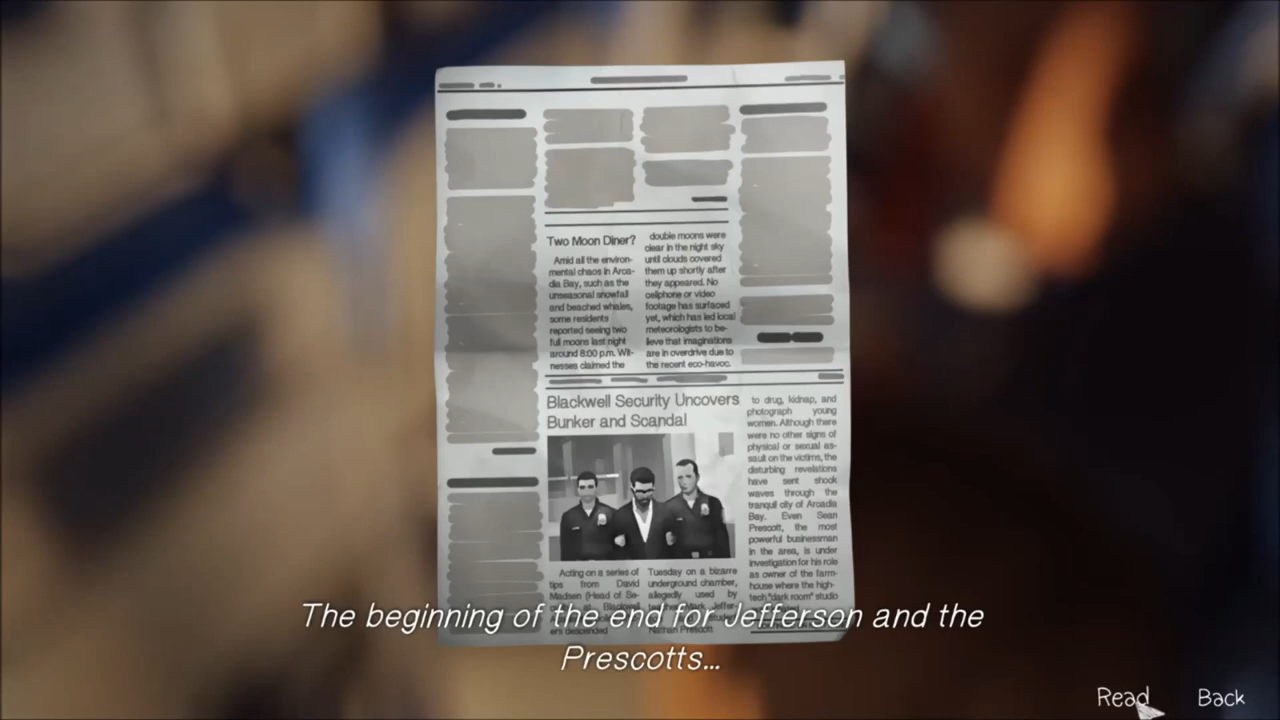 Two Moon Diner?
Amid all the environ-
mental chaos in Arca-
dia Bay, such as the
unseasonal snowfall
and beached whales,
some residents
reported seeing two
full moons last night
around 6:00 p.m. Wit-
nesses claimed the
double moons were
clear in the night sky
until clouds covered
them up shortly after
they appeared. No
cellphone or video
footage has surfaced
yet, which has led local
meteorologists to be-
lieve that imaginations
are in overdrive due to
the recent eco-havoc.
Blackwell Security Uncovers
Bunker and Scandal
Acting on a series of
tips from David
Madsen (Head of Se-
ers descended
Tuesday on a bizarre
underground chamber,
allegedly used by
Nathan Prescott
to drug, kidnap, and
photograph young
women. Although there
were no other signs of
physical or sexual as-
sault on the victims, the
disturbing revelations
have sent shock
waves through the
tranquil city of Arcadia
Bay. Even Sean
Prescott, the most
powerful businessman
in the area, is under
investigation for his role
as owner of the farm-
house where the high-
tech "dark room" studio
The beginning of the end for Jefferson and the
Prescotts...
Read Back